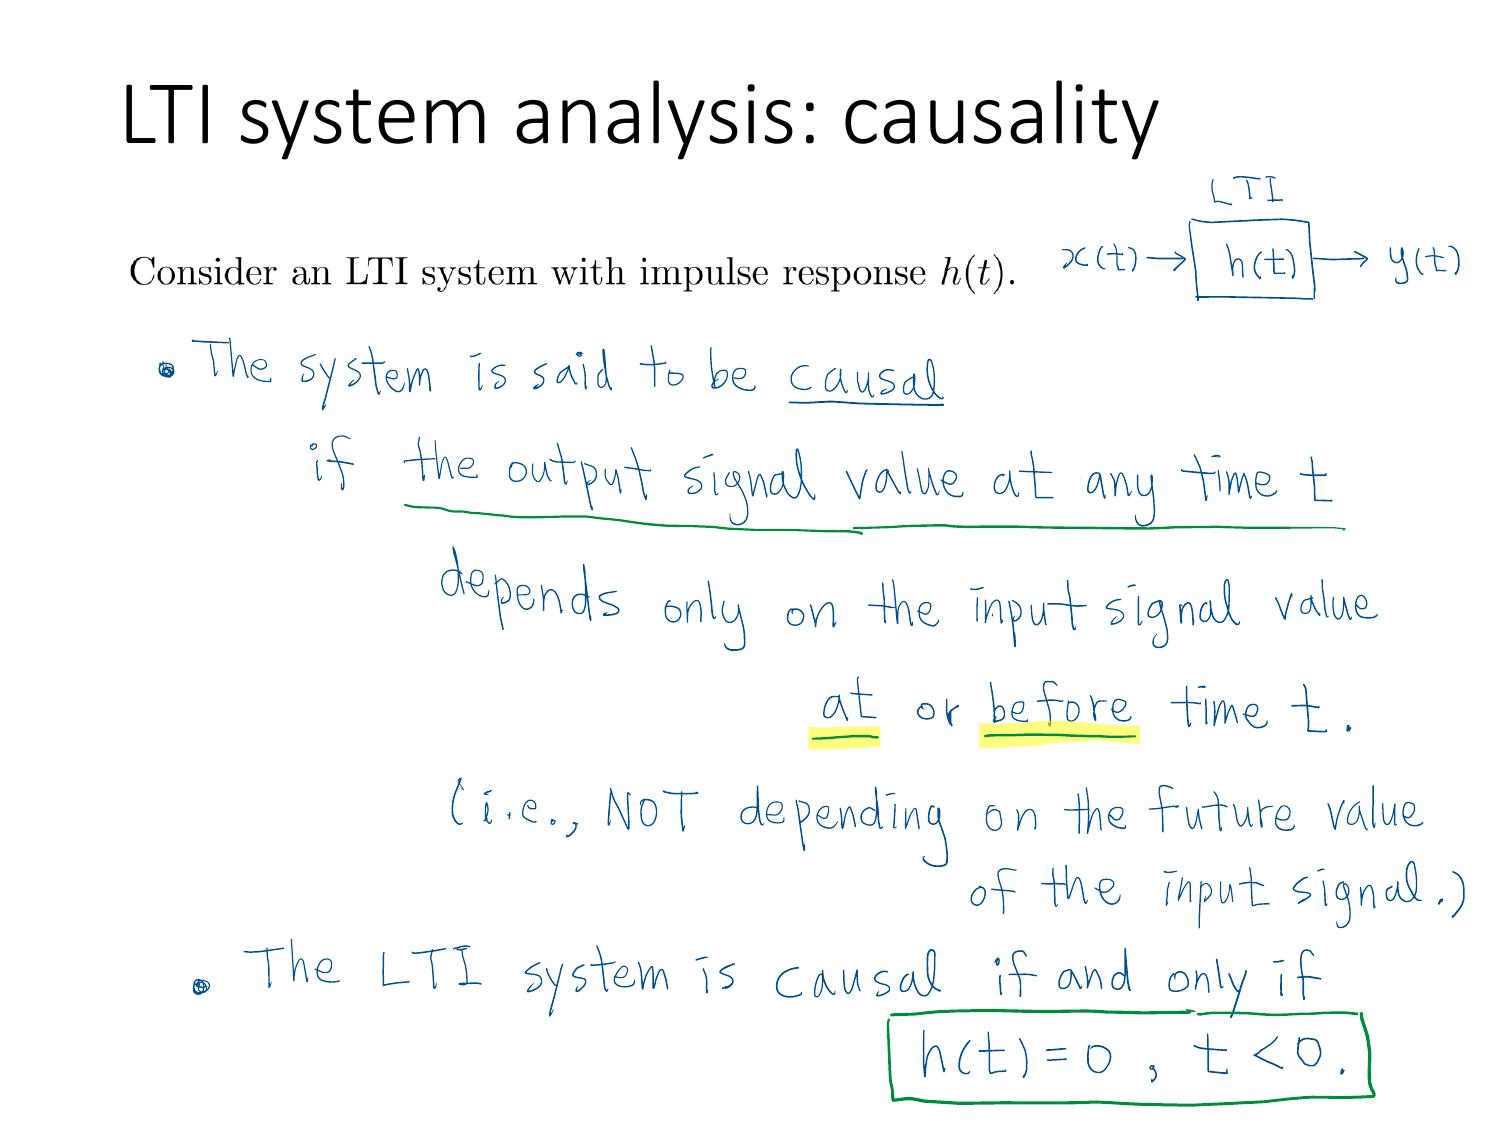 LTI system analysis: causality
LTI
Consider an LTI system with impulse response h(t). x(t) → h(t) → y(t)
• The system is said to be causal
if the output signal value at any time t
depends only on the input signal value
at or before time t.
(i.e., NOT depending on the future value
of the input signal.)
• The LTI system is causal if and only if
h(t) = 0 , t < 0.